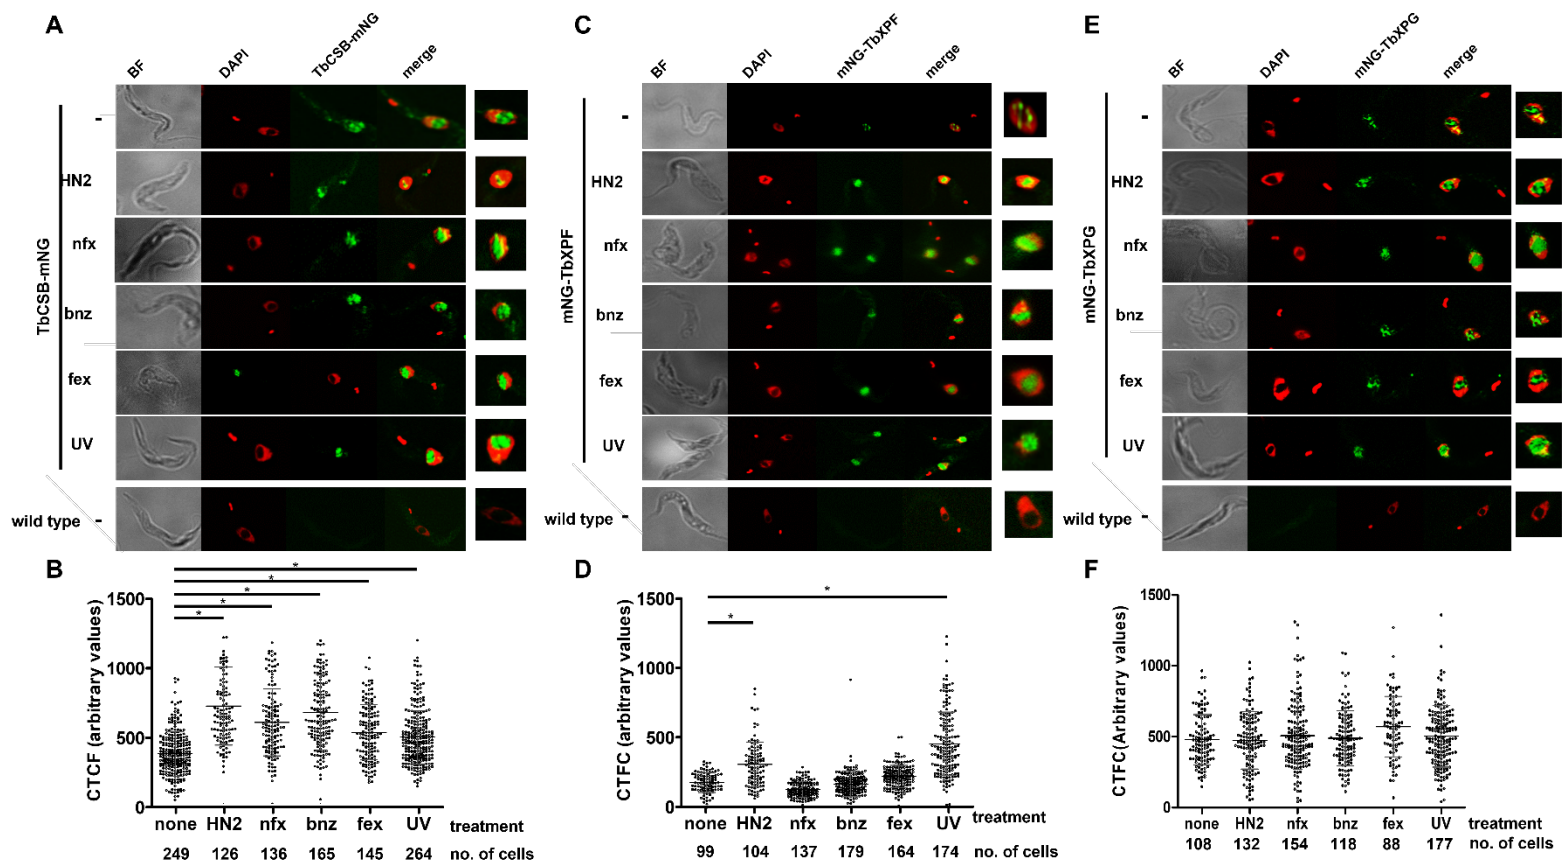 A
BF
DAPI
TbCSB-mNG
merge
TbCSB-mNG
-
HN2
nfx
bnz
fex
UV
wild type -
C
BF
DAPI
mNG-TbXPF
merge
mNG-TbXPF
-
HN2
nfx
bnz
fex
UV
wild type -
E
BF
DAPI
mNG-TbXPG
merge
mNG-TbXPG
-
HN2
nfx
bnz
fex
UV
wild type -
B
* * * * *
CTCF (arbitrary values)
1500
1000
500
0
none HN2 nfx bnz fex UV treatment
249 126 136 165 145 264 no. of cells
D
* *
CTFC (arbitrary values)
1500
1000
500
0
none HN2 nfx bnz fex UV treatment
99 104 137 179 164 174 no. of cells
F
CTFC(Arbitrary values)
1500
1000
500
0
none HN2 nfx bnz fex UV treatment
108 132 154 118 88 177 no. of cells